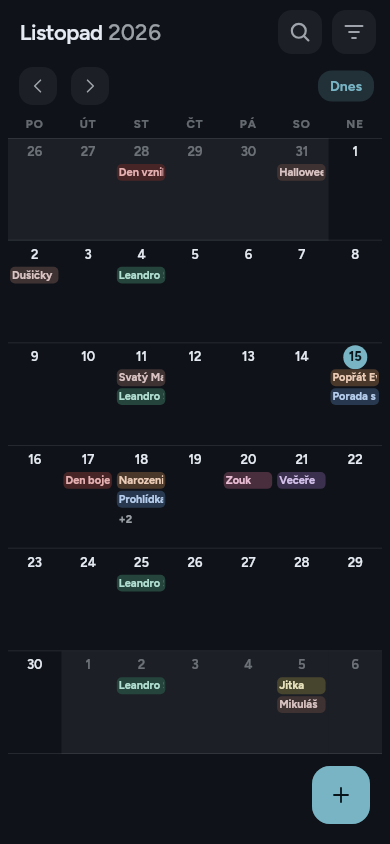 Listopad 2026
Dnes
PO ÚT ST ČT PÁ SO NE
26 27 28 29 30 31 1
Den vzni Hallowee
2 3 4 5 6 7 8
Dušičky Leandro
9 10 11 12 13 14 15
Svatý Ma Popřát Ev
Leandro Porada s
16 17 18 19 20 21 22
Den boje Narozeni Zouk Večeře
Prohlídka
+2
23 24 25 26 27 28 29
Leandro
30 1 2 3 4 5 6
Leandro Jitka
Mikuláš